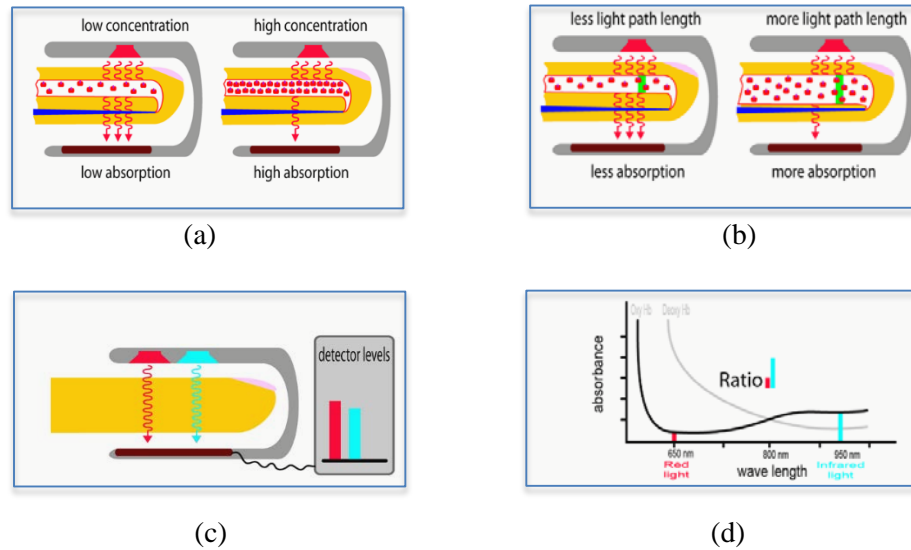 low concentration high concentration
low absorption high absorption
(a)
less light path length more light path length
less absorption more absorption
(b)
detector levels
(c)
Oxy Hb Deoxy Hb
Ratio
absorbance
650 nm 800 nm 950 nm
Red light wave length Infrared light
(d)